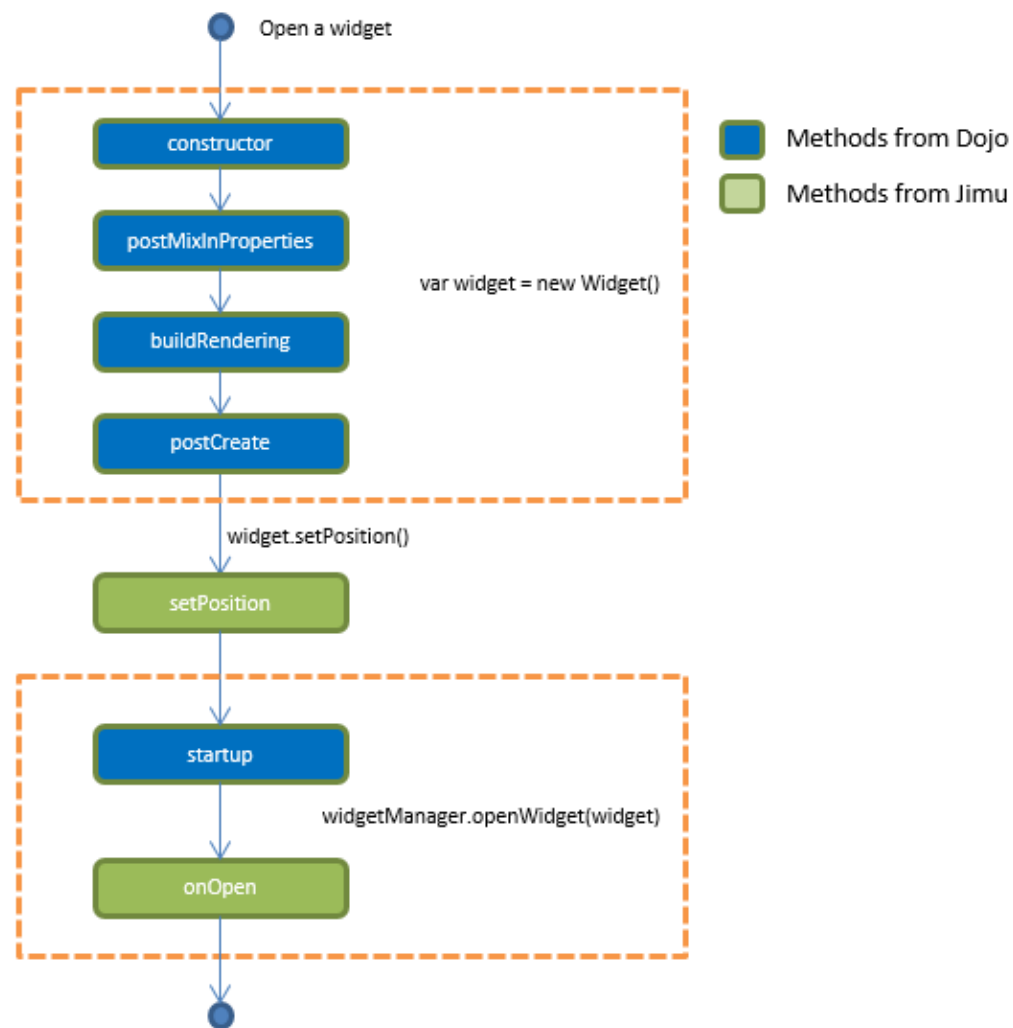 Open a widget
constructor
Methods from Dojo
Methods from Jimu
postMixInProperties
var widget = new Widget()
buildRendering
postCreate
widget.setPosition()
setPosition
startup
widgetManager.openWidget(widget)
onOpen